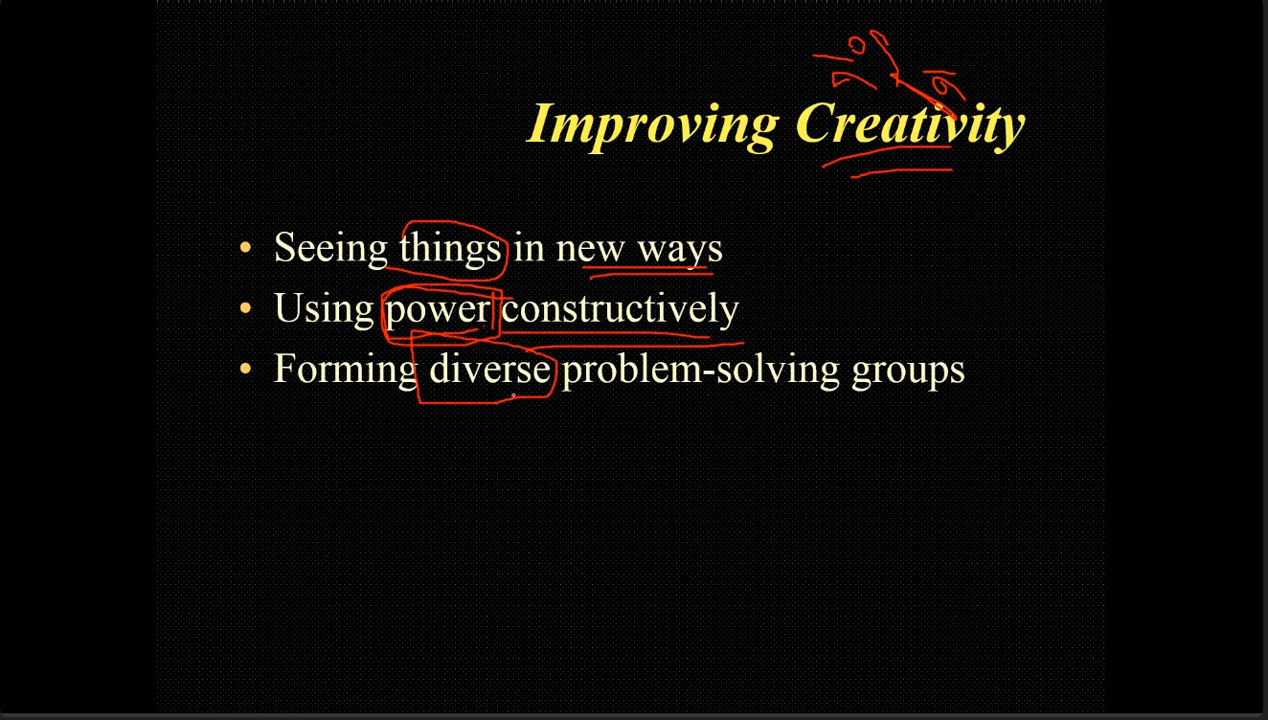 Improving Creativity
• Seeing things in new ways
• Using power constructively
• Forming diverse problem-solving groups